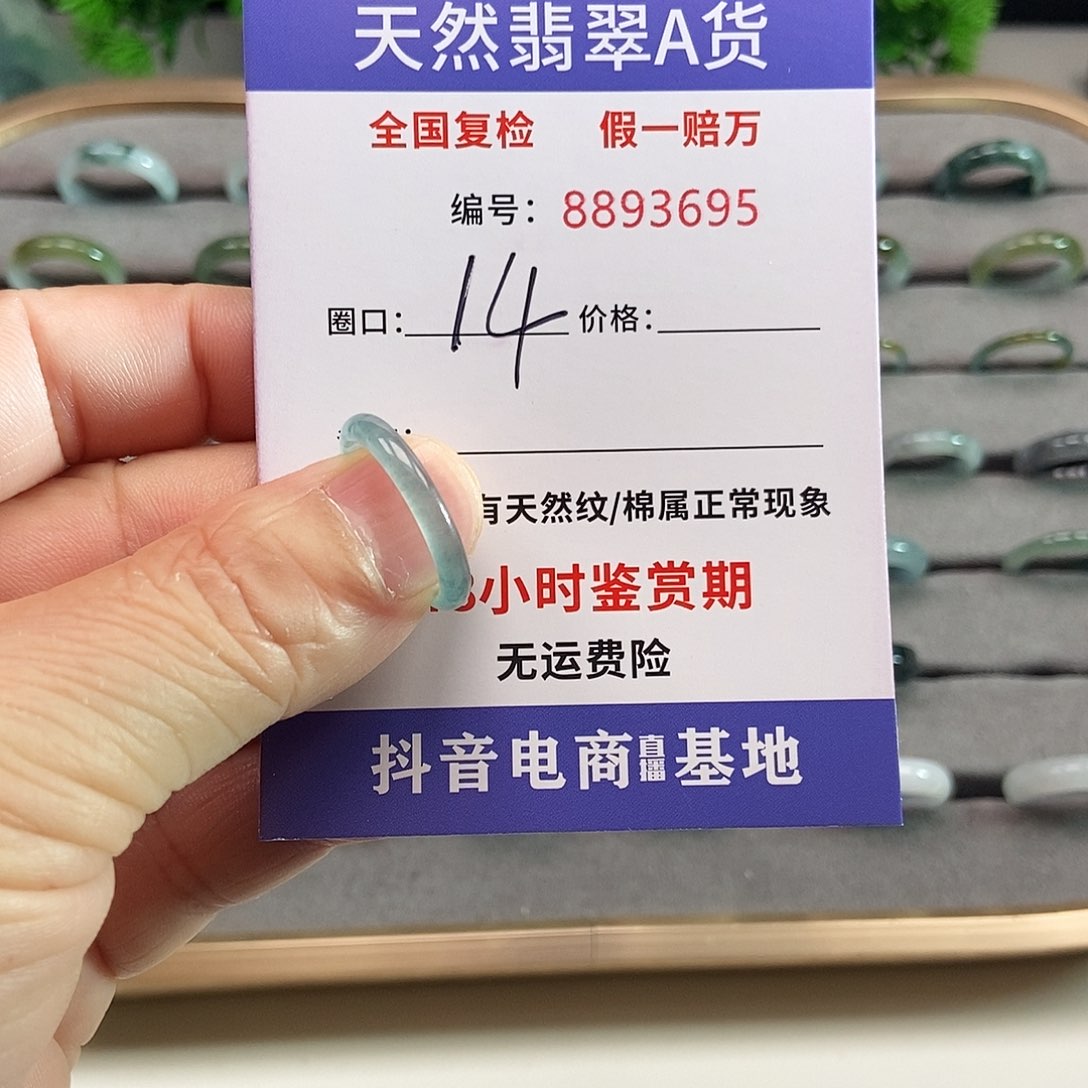 天然翡翠A货
全国复检 假一赔万
编号: 8893695
圈口: 14 价格:
有天然纹/棉属正常现象
8小时鉴赏期
无运费险
抖音电商直播基地